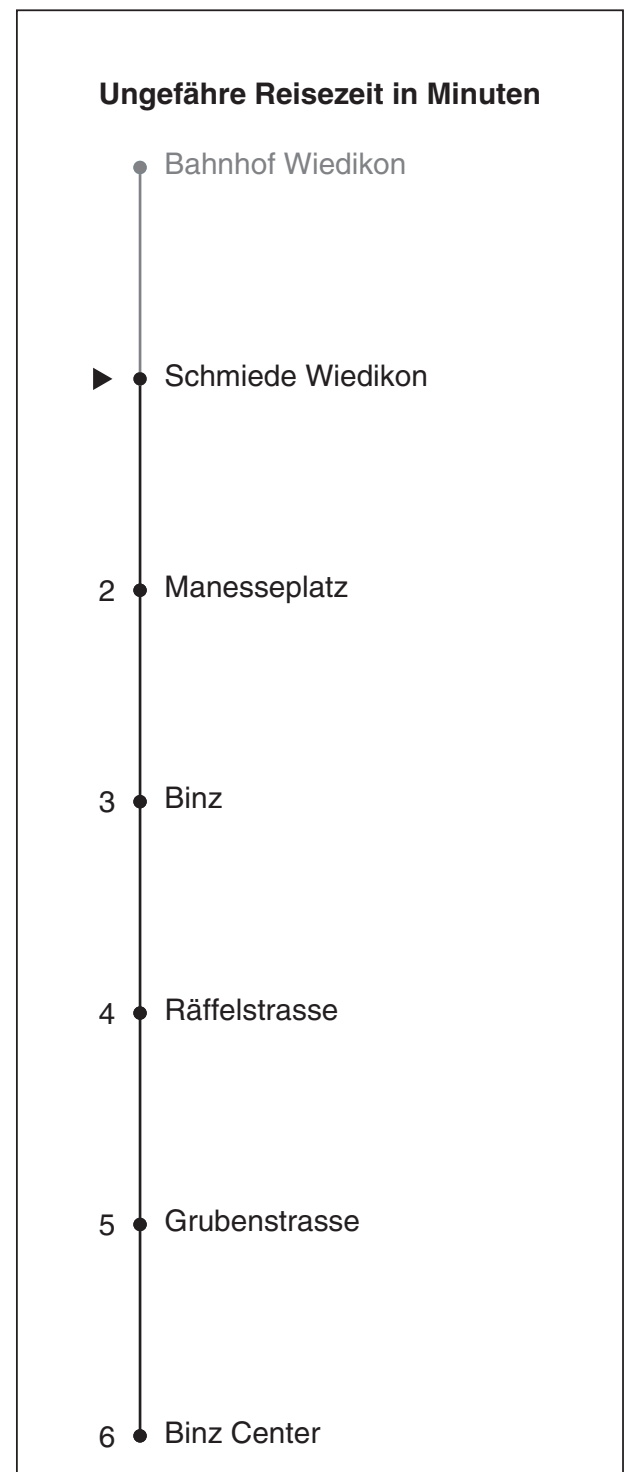 Ungefähre Reisezeit in Minuten
Bahnhof Wiedikon
Schmiede Wiedikon
2 Manesseplatz
3 Binz
4 Räffelstrasse
5 Grubenstrasse
6 Binz Center